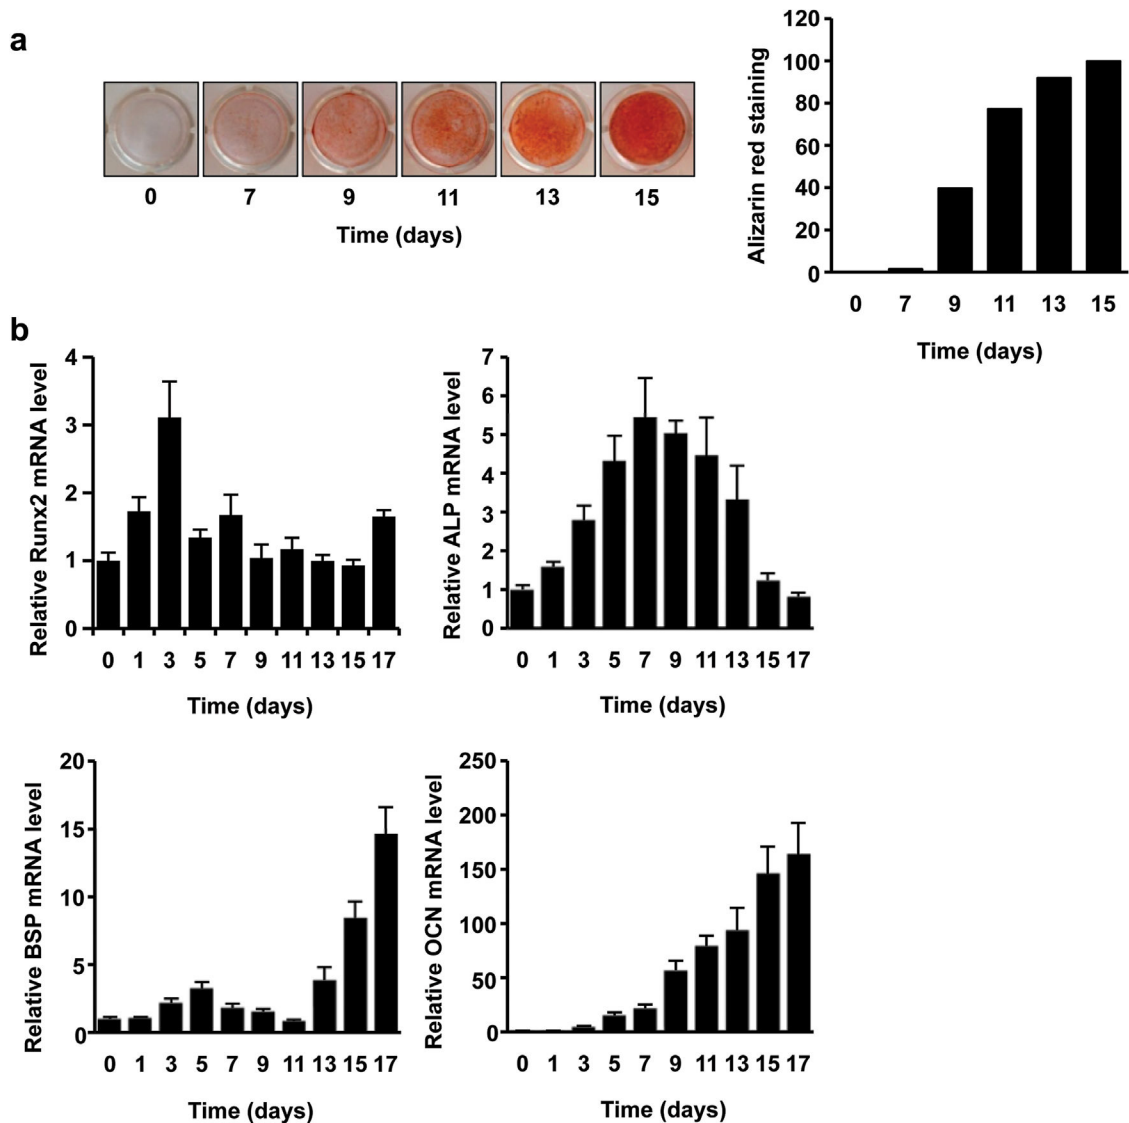 a
0 7 9 11 13 15
Time (days)
Alizarin red staining
120
100
80
60
40
20
0
0 7 9 11 13 15
Time (days)
b
Relative Runx2 mRNA level
4
3
2
1
0
0 1 3 5 7 9 11 13 15 17
Time (days)
Relative ALP mRNA level
7
6
5
4
3
2
1
0
0 1 3 5 7 9 11 13 15 17
Time (days)
Relative BSP mRNA level
20
15
10
5
0
0 1 3 5 7 9 11 13 15 17
Time (days)
Relative OCN mRNA level
250
200
150
100
50
0
0 1 3 5 7 9 11 13 15 17
Time (days)